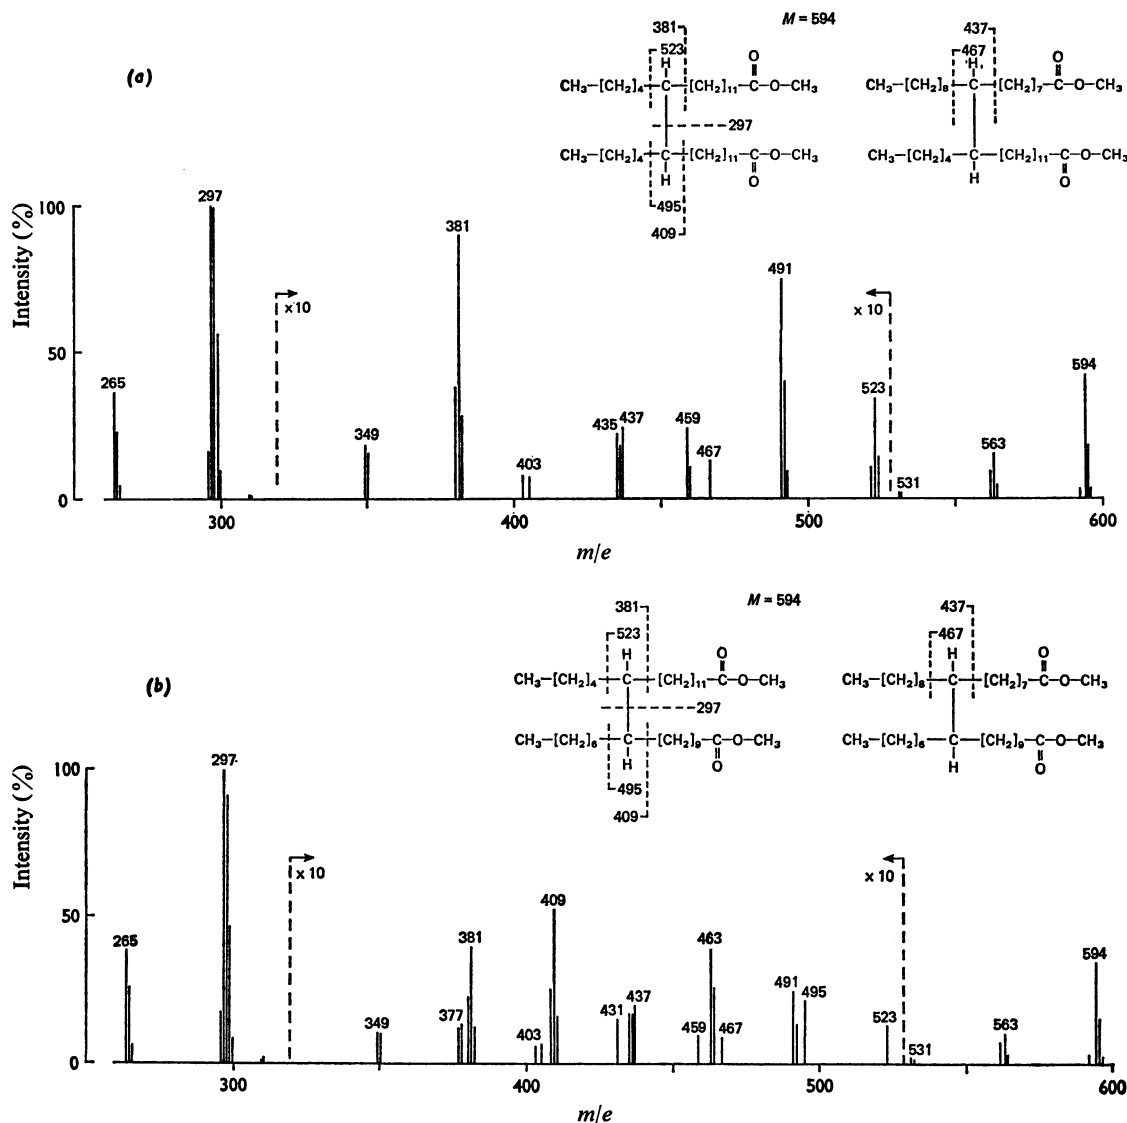 (a)
M = 594
381
523
H
O
CH₃—[CH₂]₄—C—[CH₂]₁₁—C—O—CH₃
297
CH₃—[CH₂]₄—C—[CH₂]₁₁—C—O—CH₃
H
O
495
409
437
467
H
O
CH₃—[CH₂]₈—C—[CH₂]₇—C—O—CH₃
CH₃—[CH₂]₄—C—[CH₂]₁₁—C—O—CH₃
H
O
Intensity (%)
100
50
0
265
297
x 10
349
381
403
435
437
459
467
491
523
x 10
531
563
594
300
400
500
600
m/e
(b)
M = 594
381
523
H
O
CH₃—[CH₂]₄—C—[CH₂]₁₁—C—O—CH₃
297
CH₃—[CH₂]₆—C—[CH₂]₉—C—O—CH₃
H
O
495
409
437
467
H
O
CH₃—[CH₂]₈—C—[CH₂]₇—C—O—CH₃
CH₃—[CH₂]₆—C—[CH₂]₉—C—O—CH₃
H
O
Intensity (%)
100
50
0
265
297
x 10
349
377
381
403
409
431
437
459
463
467
491
495
523
x 10
531
563
594
300
400
500
600
m/e